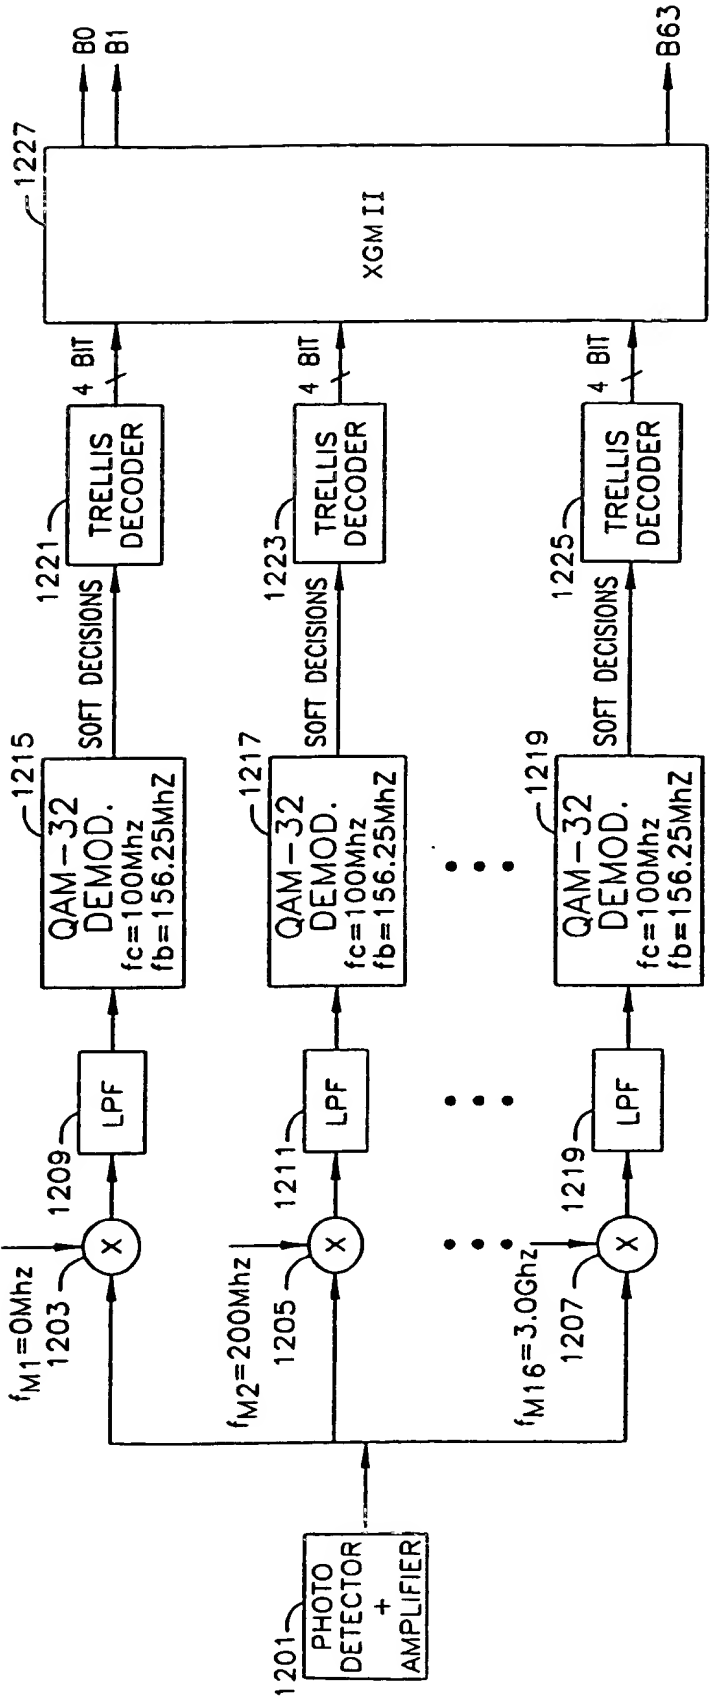 1201
PHOTO
DETECTOR
+
AMPLIFIER
fM1=0Mhz
1203
X
1209
LPF
1215
QAM-32
DEMOD.
fc=100Mhz
fb=156.25MhZ
SOFT DECISIONS
1221
TRELLIS
DECODER
4 BIT
fM2=200Mhz
1205
X
1211
LPF
1217
QAM-32
DEMOD.
fc=100Mhz
fb=156.25MhZ
SOFT DECISIONS
1223
TRELLIS
DECODER
4 BIT
fM16=3.0Ghz
1207
X
1219
LPF
1219
QAM-32
DEMOD.
fc=100Mhz
fb=156.25MhZ
SOFT DECISIONS
1225
TRELLIS
DECODER
4 BIT
1227
XGMII
B0
B1
B63